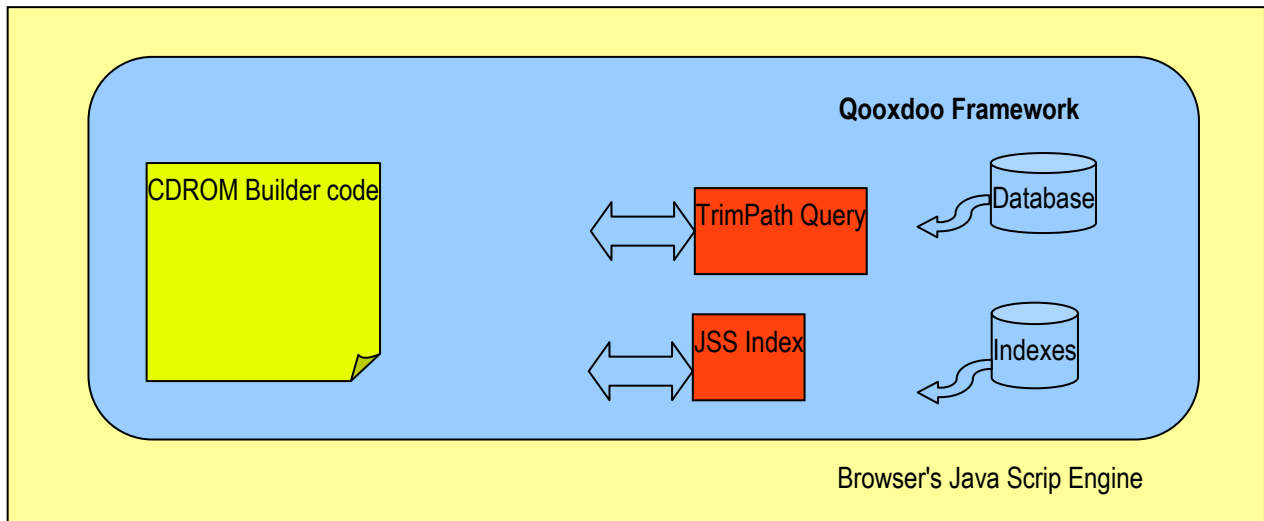 Qooxdoo Framework
CDROM Builder code
TrimPath Query
Database
JSS Index
Indexes
Browser's Java Scrip Engine